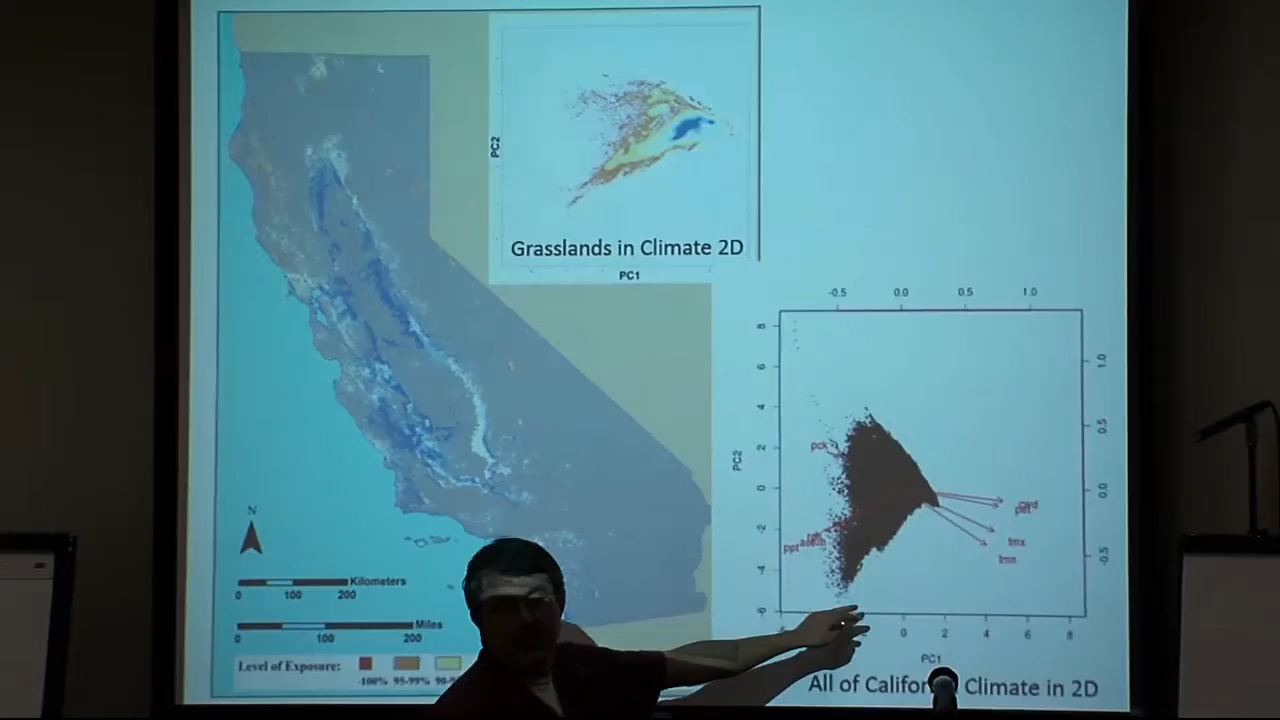 PC2
Grasslands in Climate 2D
PC1
-0.5 0.0 0.5 1.0
8
6
4
2
0
-2
-4
-6
PC2
1.0
0.5
0.0
-0.5
pck
ppt
tmx
tmn
0 2 4 6 8
PC1
All of Califor Climate in 2D
N
Kilometers
0 100 200
Miles
0 100 200
Level of Exposure:
-100% 95-99% 90-9